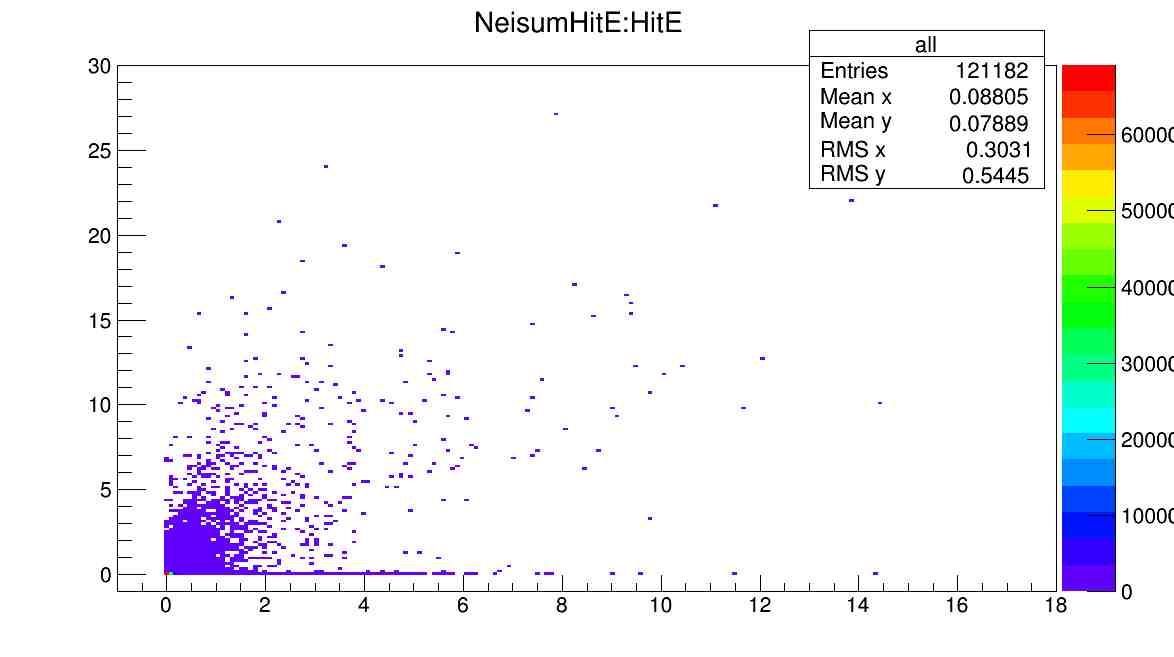 NeisumHitE:HitE
all
Entries 121182
Mean x 0.08805
Mean y 0.07889
RMS x 0.3031
RMS y 0.5445
30
25
20
15
10
5
0
0 2 4 6 8 10 12 14 16 18
60000
50000
40000
30000
20000
10000
0